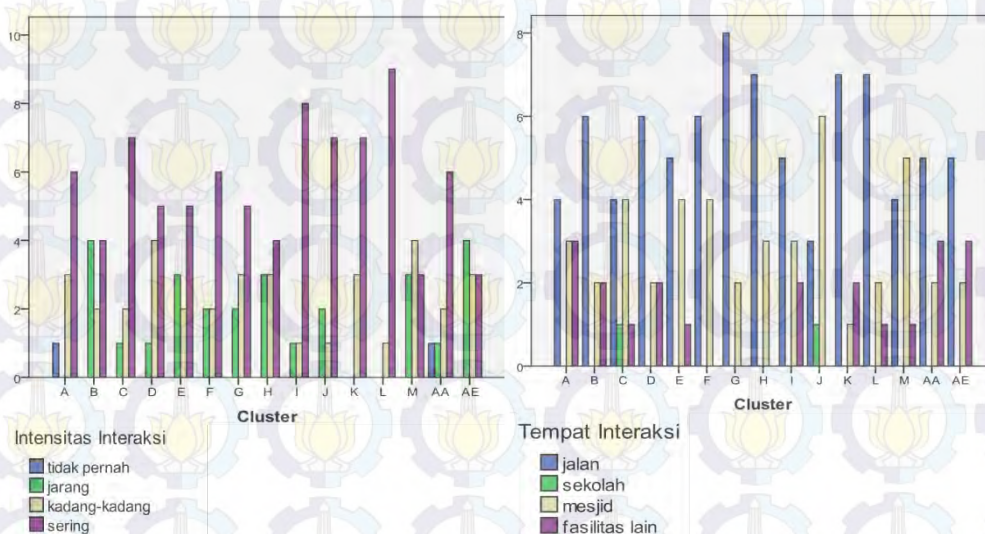 10
8
6
4
2
0
A B C D E F G H I J K L M AA AE
Cluster
Intensitas Interaksi
tidak pernah
jarang
kadang-kadang
sering
8
6
4
2
0
A B C D E F G H I J K L M AA AE
Cluster
Tempat Interaksi
jalan
sekolah
mesjid
fasilitas lain